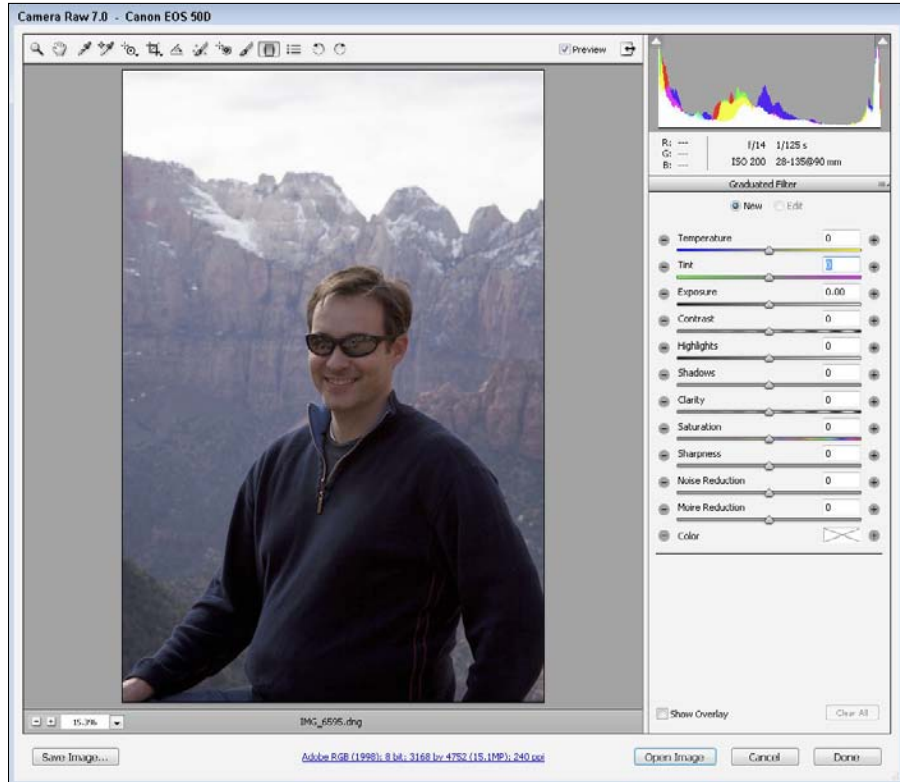 Camera Raw 7.0 - Canon EOS 50D
Preview
R: ---
G: ---
B: ---
f/14 1/125 s
ISO 200 28-135@90 mm
Graduated Filter
New Edit
Temperature 0
Tint 0
Exposure 0.00
Contrast 0
Highlights 0
Shadows 0
Clarity 0
Saturation 0
Sharpness 0
Noise Reduction 0
Moire Reduction 0
Color
15.3% IMG_6595.dng
Show Overlay Clear All
Save Image... Adobe RGB (1998); 8 bit; 3168 by 4752 (15.1MP); 240 ppi Open Image Cancel Done